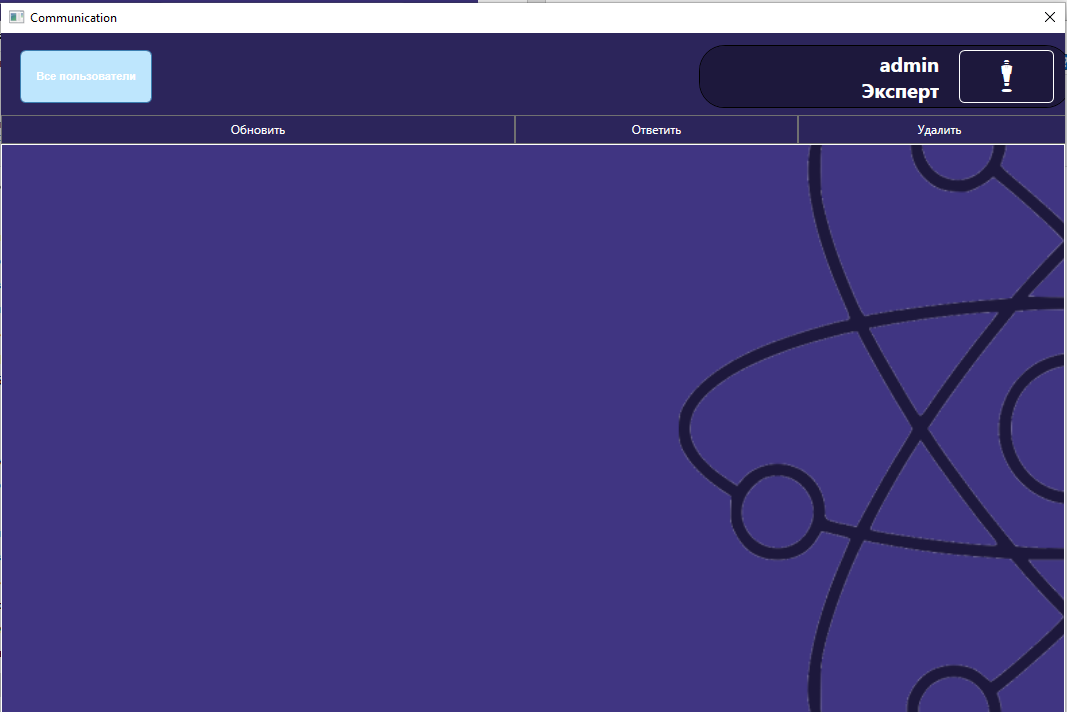 Communication
Все пользователи
admin
Эксперт
Обновить
Ответить
Удалить